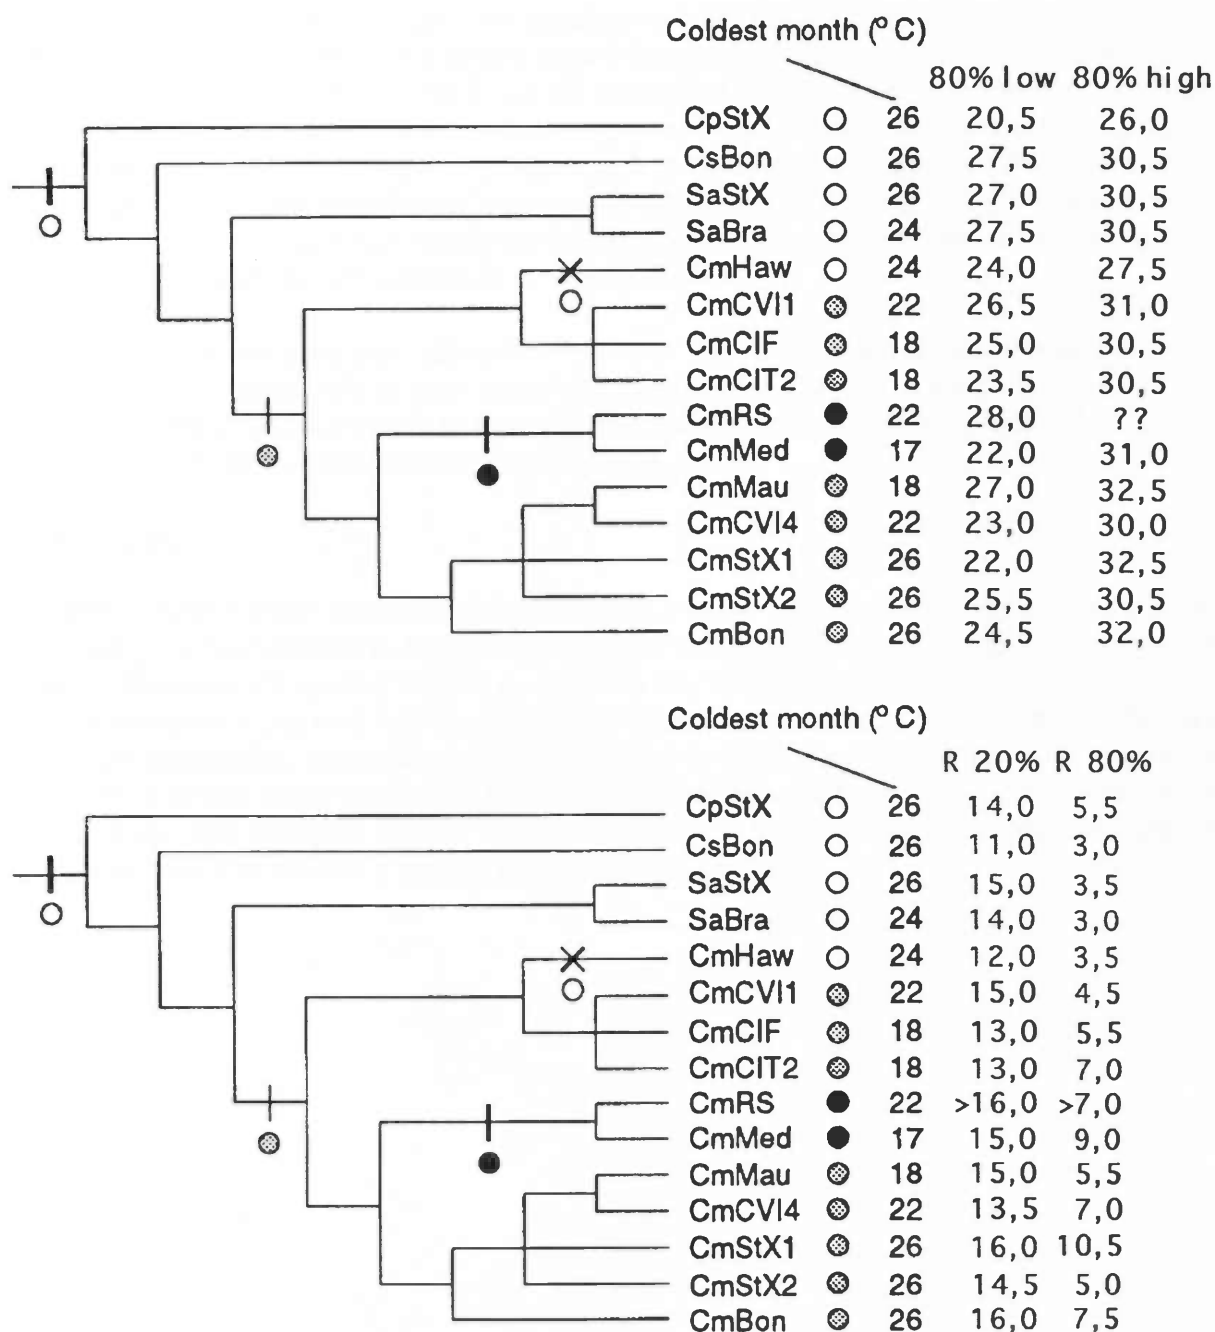 Coldest month (°C)
80% low 80% high
CpStX 26 20,5 26,0
CsBon 26 27,5 30,5
SaStX 26 27,0 30,5
SaBra 24 27,5 30,5
CmHaw 24 24,0 27,5
CmCVI1 22 26,5 31,0
CmCIF 18 25,0 30,5
CmCIT2 18 23,5 30,5
CmRS 22 28,0 ??
CmMed 17 22,0 31,0
CmMau 18 27,0 32,5
CmCVI4 22 23,0 30,0
CmStX1 26 22,0 32,5
CmStX2 26 25,5 30,5
CmBon 26 24,5 32,0
Coldest month (°C)
R 20% R 80%
CpStX 26 14,0 5,5
CsBon 26 11,0 3,0
SaStX 26 15,0 3,5
SaBra 24 14,0 3,0
CmHaw 24 12,0 3,5
CmCVI1 22 15,0 4,5
CmCIF 18 13,0 5,5
CmCIT2 18 13,0 7,0
CmRS 22 >16,0 >7,0
CmMed 17 15,0 9,0
CmMau 18 15,0 5,5
CmCVI4 22 13,5 7,0
CmStX1 26 16,0 10,5
CmStX2 26 14,5 5,0
CmBon 26 16,0 7,5